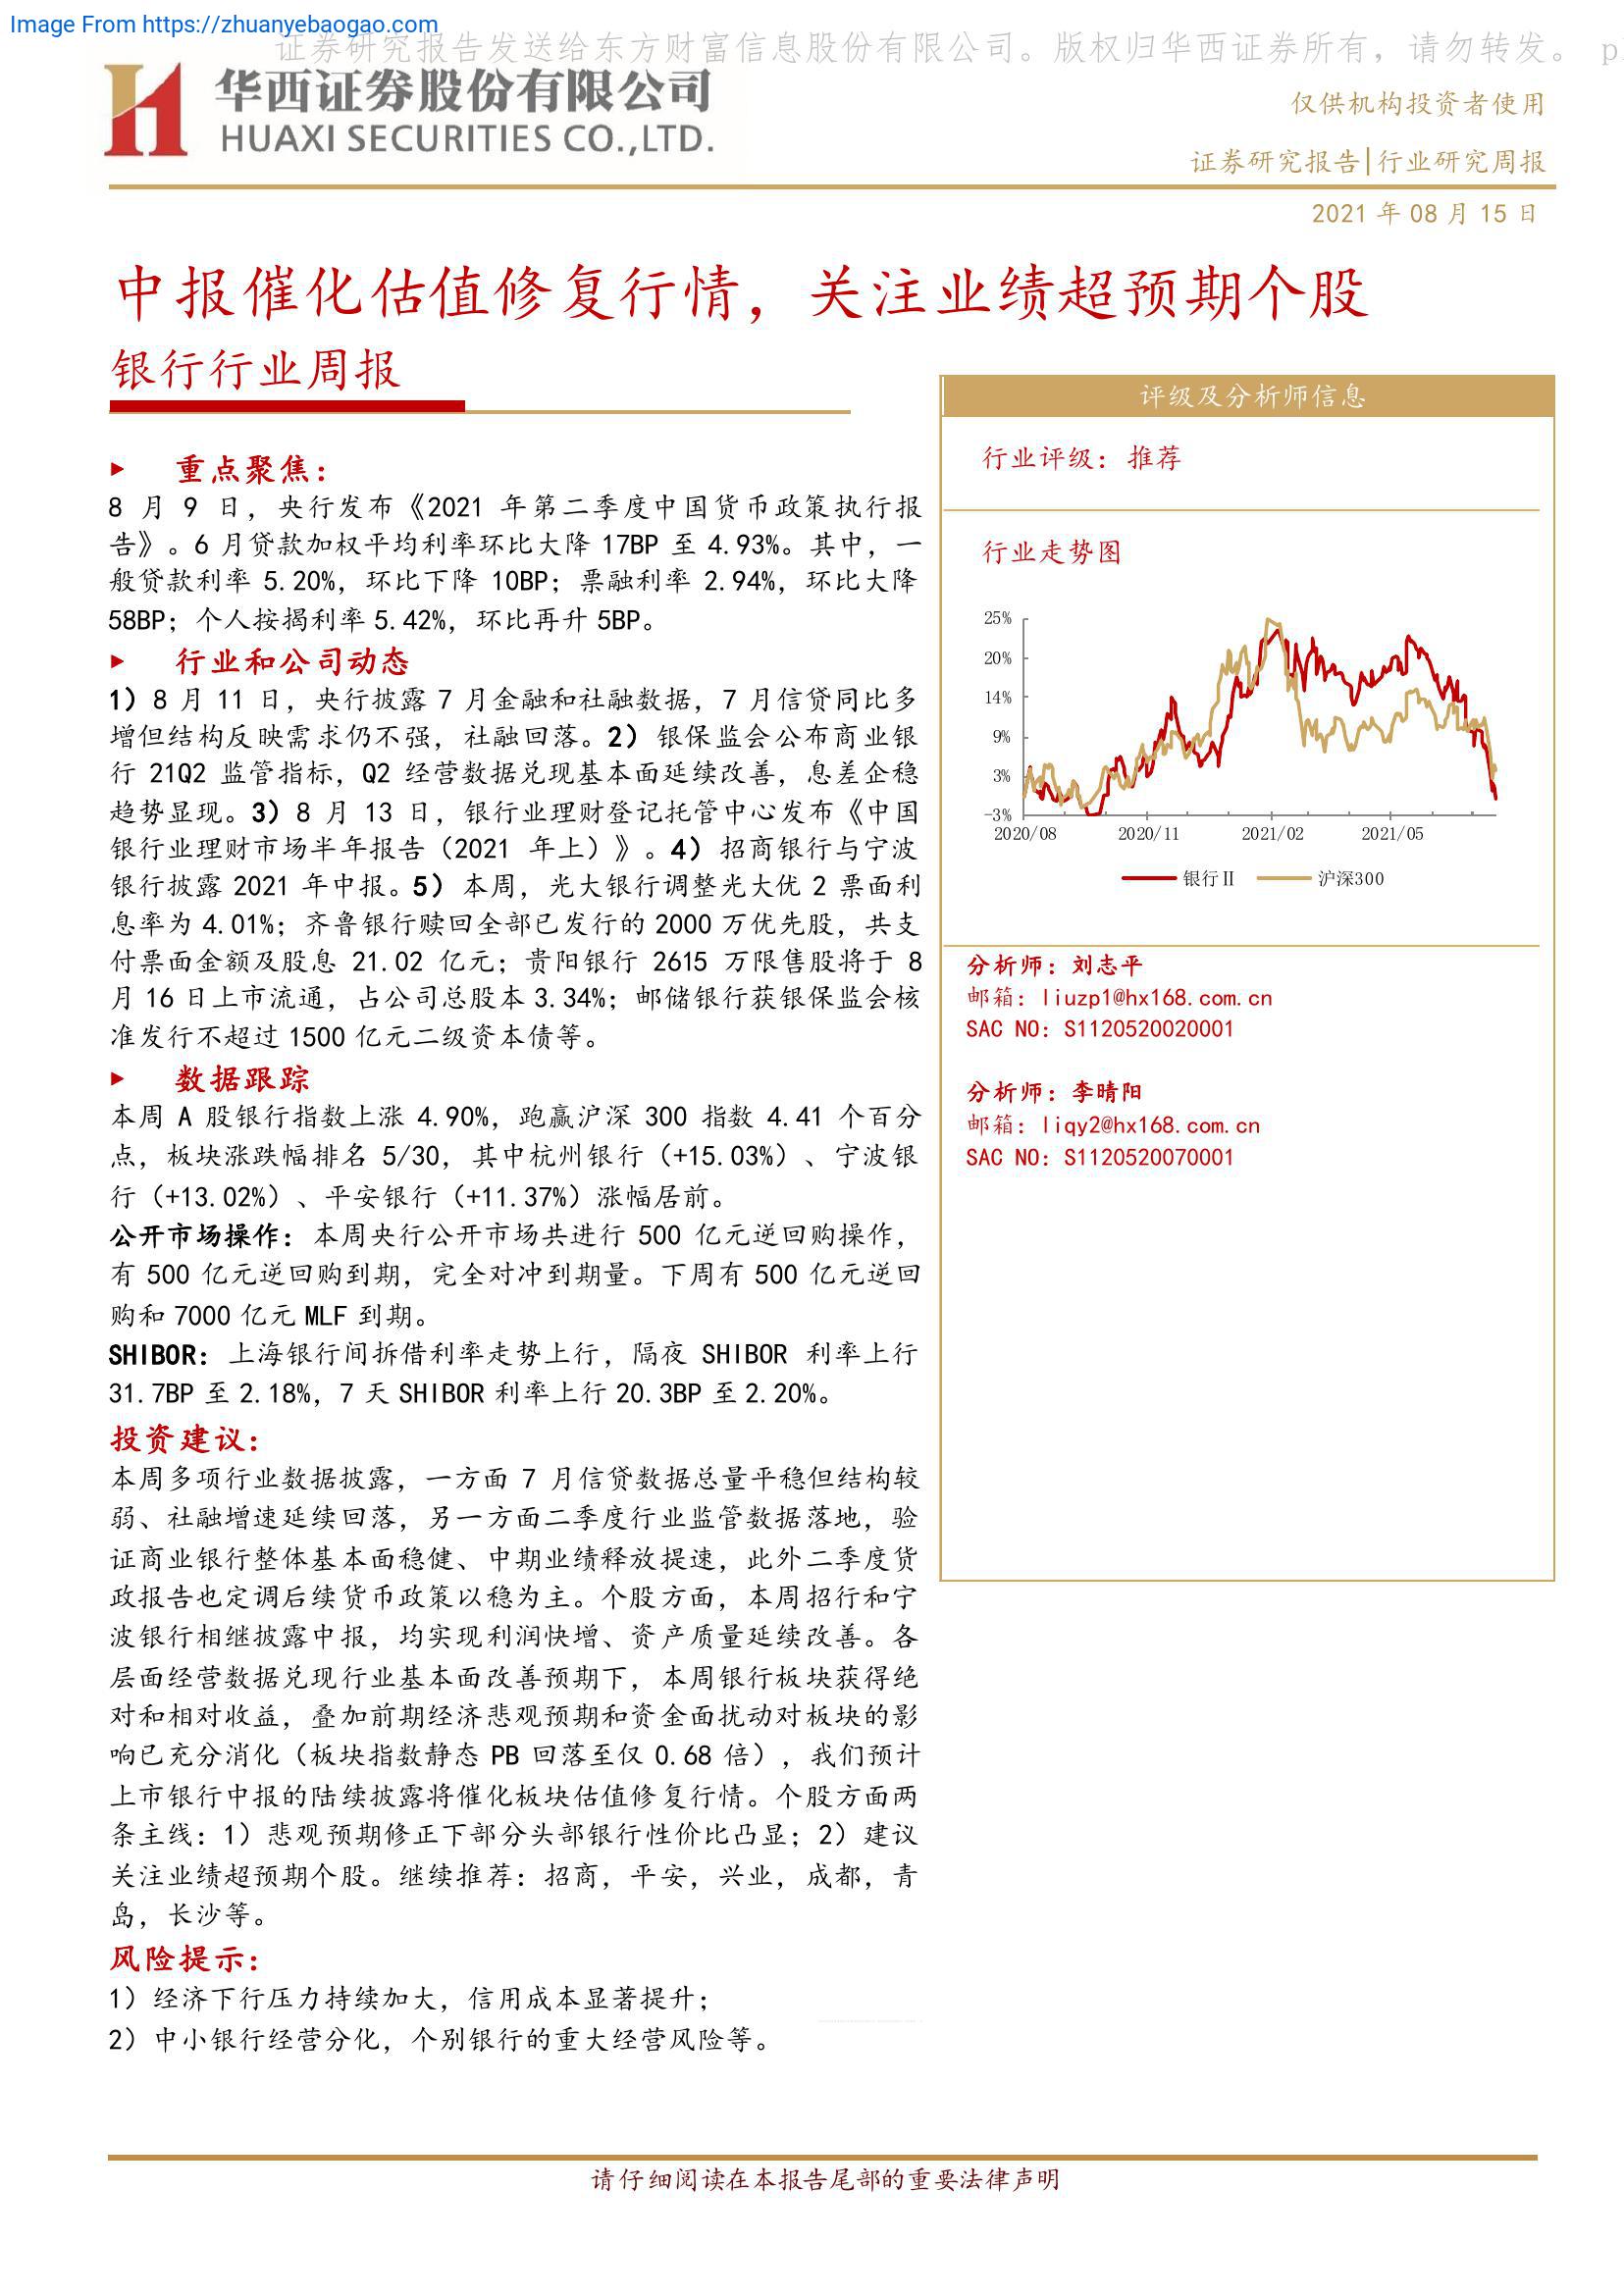 Image From https://zhuanyebaogao.com
证券研究报告发送给东方财富信息股份有限公司。版权归华西证券所有，请勿转发。 p
华西证券股份有限公司
HUAXI SECURITIES CO.,LTD.
仅供机构投资者使用
证券研究报告|行业研究周报
2021 年 08 月 15 日
中报催化估值修复行情，关注业绩超预期个股
银行行业周报
重点聚焦：
8 月 9 日，央行发布《2021 年第二季度中国货币政策执行报
告》。6 月贷款加权平均利率环比大降 17BP 至 4.93%。其中，一
般贷款利率 5.20%，环比下降 10BP；票融利率 2.94%，环比大降
58BP；个人按揭利率 5.42%，环比再升 5BP。
行业和公司动态
1）8 月 11 日，央行披露 7 月金融和社融数据，7 月信贷同比多
增但结构反映需求仍不强，社融回落。2）银保监会公布商业银
行 21Q2 监管指标，Q2 经营数据兑现基本面延续改善，息差企稳
趋势显现。3）8 月 13 日，银行业理财登记托管中心发布《中国
银行业理财市场半年报告（2021 年上）》。4）招商银行与宁波
银行披露 2021 年中报。5）本周，光大银行调整光大优 2 票面利
息率为 4.01%；齐鲁银行赎回全部已发行的 2000 万优先股，共支
付票面金额及股息 21.02 亿元；贵阳银行 2615 万限售股将于 8
月 16 日上市流通，占公司总股本 3.34%；邮储银行获银保监会核
准发行不超过 1500 亿元二级资本债等。
数据跟踪
本周 A 股银行指数上涨 4.90%，跑赢沪深 300 指数 4.41 个百分
点，板块涨跌幅排名 5/30，其中杭州银行（+15.03%）、宁波银
行（+13.02%）、平安银行（+11.37%）涨幅居前。
公开市场操作：本周央行公开市场共进行 500 亿元逆回购操作，
有 500 亿元逆回购到期，完全对冲到期量。下周有 500 亿元逆回
购和 7000 亿元 MLF 到期。
SHIBOR：上海银行间拆借利率走势上行，隔夜 SHIBOR 利率上行
31.7BP 至 2.18%，7 天 SHIBOR 利率上行 20.3BP 至 2.20%。
投资建议：
本周多项行业数据披露，一方面 7 月信贷数据总量平稳但结构较
弱、社融增速延续回落，另一方面二季度行业监管数据落地，验
证商业银行整体基本面稳健、中期业绩释放提速，此外二季度货
政报告也定调后续货币政策以稳为主。个股方面，本周招行和宁
波银行相继披露中报，均实现利润快增、资产质量延续改善。各
层面经营数据兑现行业基本面改善预期下，本周银行板块获得绝
对和相对收益，叠加前期经济悲观预期和资金面扰动对板块的影
响已充分消化（板块指数静态 PB 回落至仅 0.68 倍），我们预计
上市银行中报的陆续披露将催化板块估值修复行情。个股方面两
条主线：1）悲观预期修正下部分头部银行性价比凸显；2）建议
关注业绩超预期个股。继续推荐：招商，平安，兴业，成都，青
岛，长沙等。
风险提示：
1）经济下行压力持续加大，信用成本显著提升；
2）中小银行经营分化，个别银行的重大经营风险等。
评级及分析师信息
行业评级：推荐
行业走势图
25%
20%
14%
9%
3%
-3%
2020/08 2020/11 2021/02 2021/05
银行II 沪深300
分析师：刘志平
邮箱：liuzp1@hx168.com.cn
SAC NO：S1120520020001
分析师：李晴阳
邮箱：liqy2@hx168.com.cn
SAC NO：S1120520070001
请仔细阅读在本报告尾部的重要法律声明